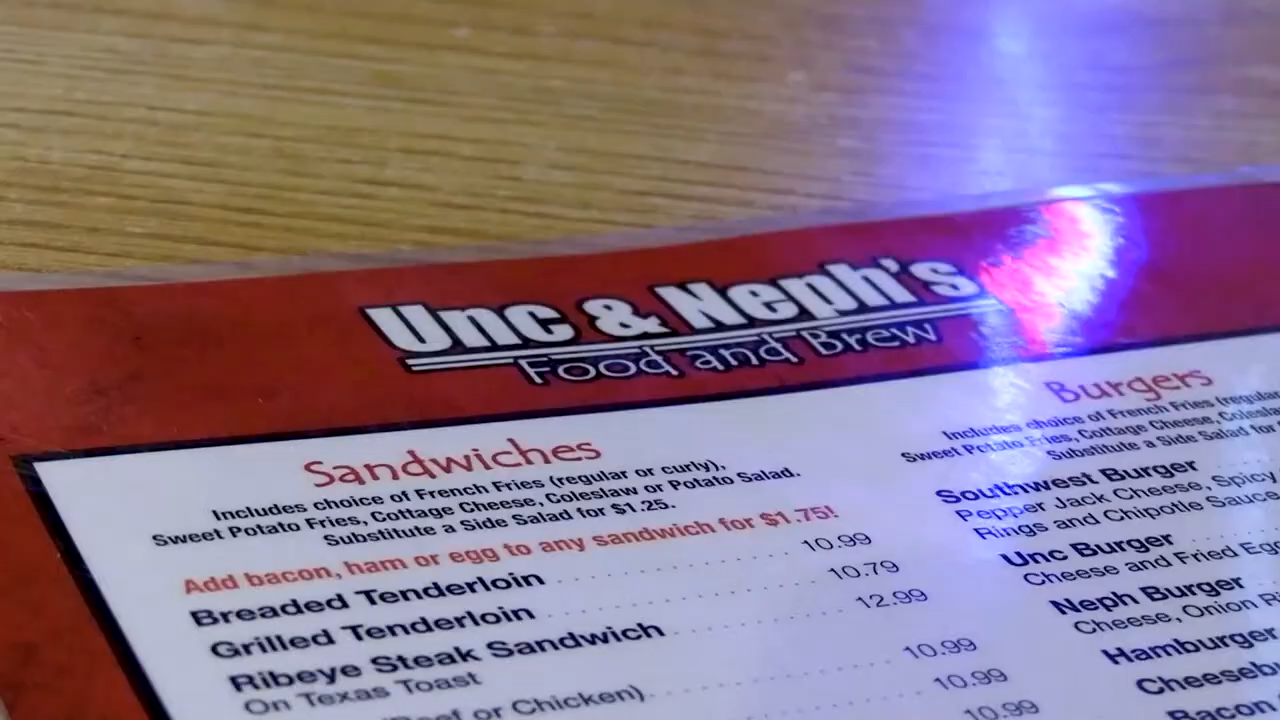 Unc & Neph's
Food and Brew
Sandwiches
Includes choice of French Fries (regular or curly),
Sweet Potato Fries, Cottage Cheese, Coleslaw or Potato Salad.
Substitute a Side Salad for $1.25.
Add bacon, ham or egg to any sandwich for $1.75!
Breaded Tenderloin 10.99
Grilled Tenderloin 10.79
Ribeye Steak Sandwich 12.99
On Texas Toast
or Chicken) 10.99
10.99
10.99
Burgers
Includes choice of French Fries (regular
Sweet Potato Fries, Cottage Cheese,
Substitute a Side Salad for
Southwest Burger
Pepper Jack Cheese, Spicy
Rings and Chipotle Sauce
Unc Burger
Cheese and Fried Egg
Neph Burger
Cheese, Onion
Hamburger
Bacon